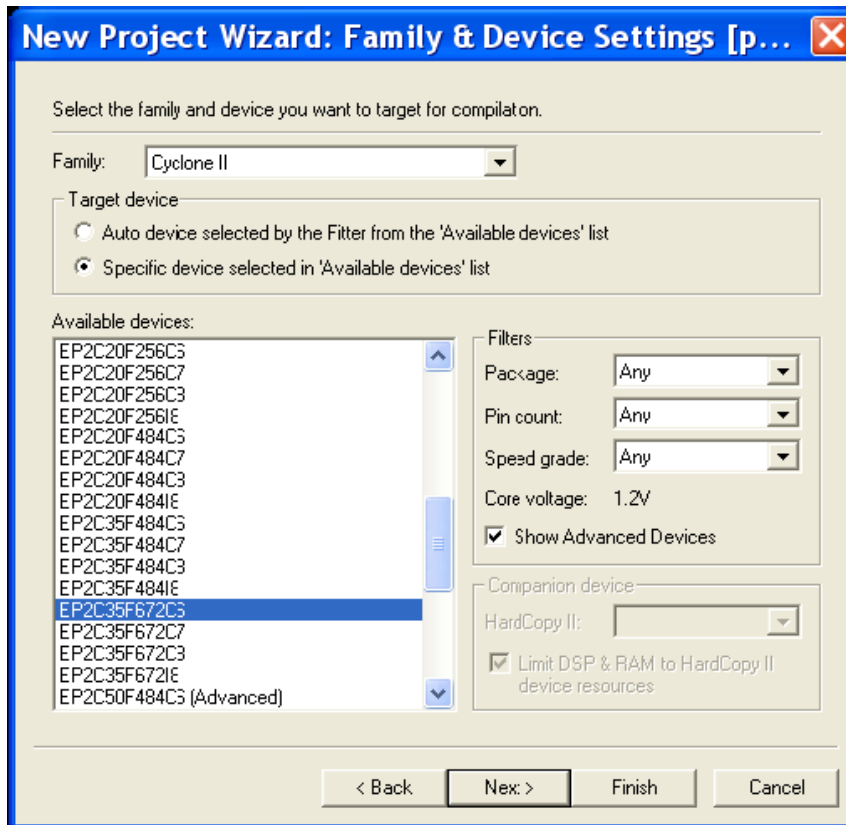 New Project Wizard: Family & Device Settings [p...
Select the family and device you want to target for compilaton.
Family:
Cyclone II
Target device
Auto device selected by the Fitter from the 'Available devices' list
Specific device selected in 'Available devices' list
Available devices:
EP2C20F256C6
EP2C20F256C7
EP2C20F256C8
EP2C20F256I8
EP2C20F484C6
EP2C20F484C7
EP2C20F484C8
EP2C20F484I8
EP2C35F484C6
EP2C35F484C7
EP2C35F484C8
EP2C35F484I8
EP2C35F672C6
EP2C35F672C7
EP2C35F672C8
EP2C35F672I8
EP2C50F484C6 (Advanced)
Filters
Package: Any
Pin count: Any
Speed grade: Any
Core voltage: 1.2V
Show Advanced Devices
Companion device
HardCopy II:
Limit DSP & RAM to HardCopy II
device resources
< Back
Next >
Finish
Cancel